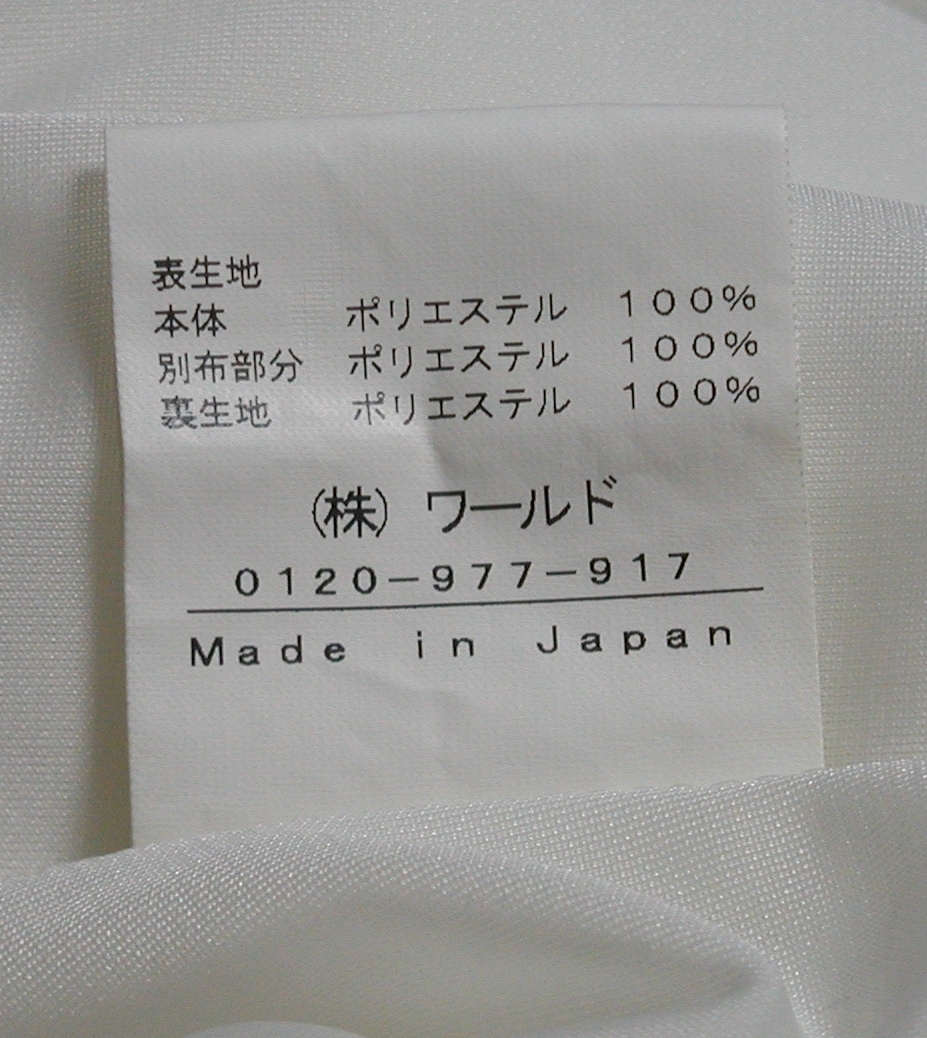 表生地
本体 ポリエステル 100%
別布部分 ポリエステル 100%
裏生地 ポリエステル 100%
(株) ワールド
0120-977-917
Made in Japan